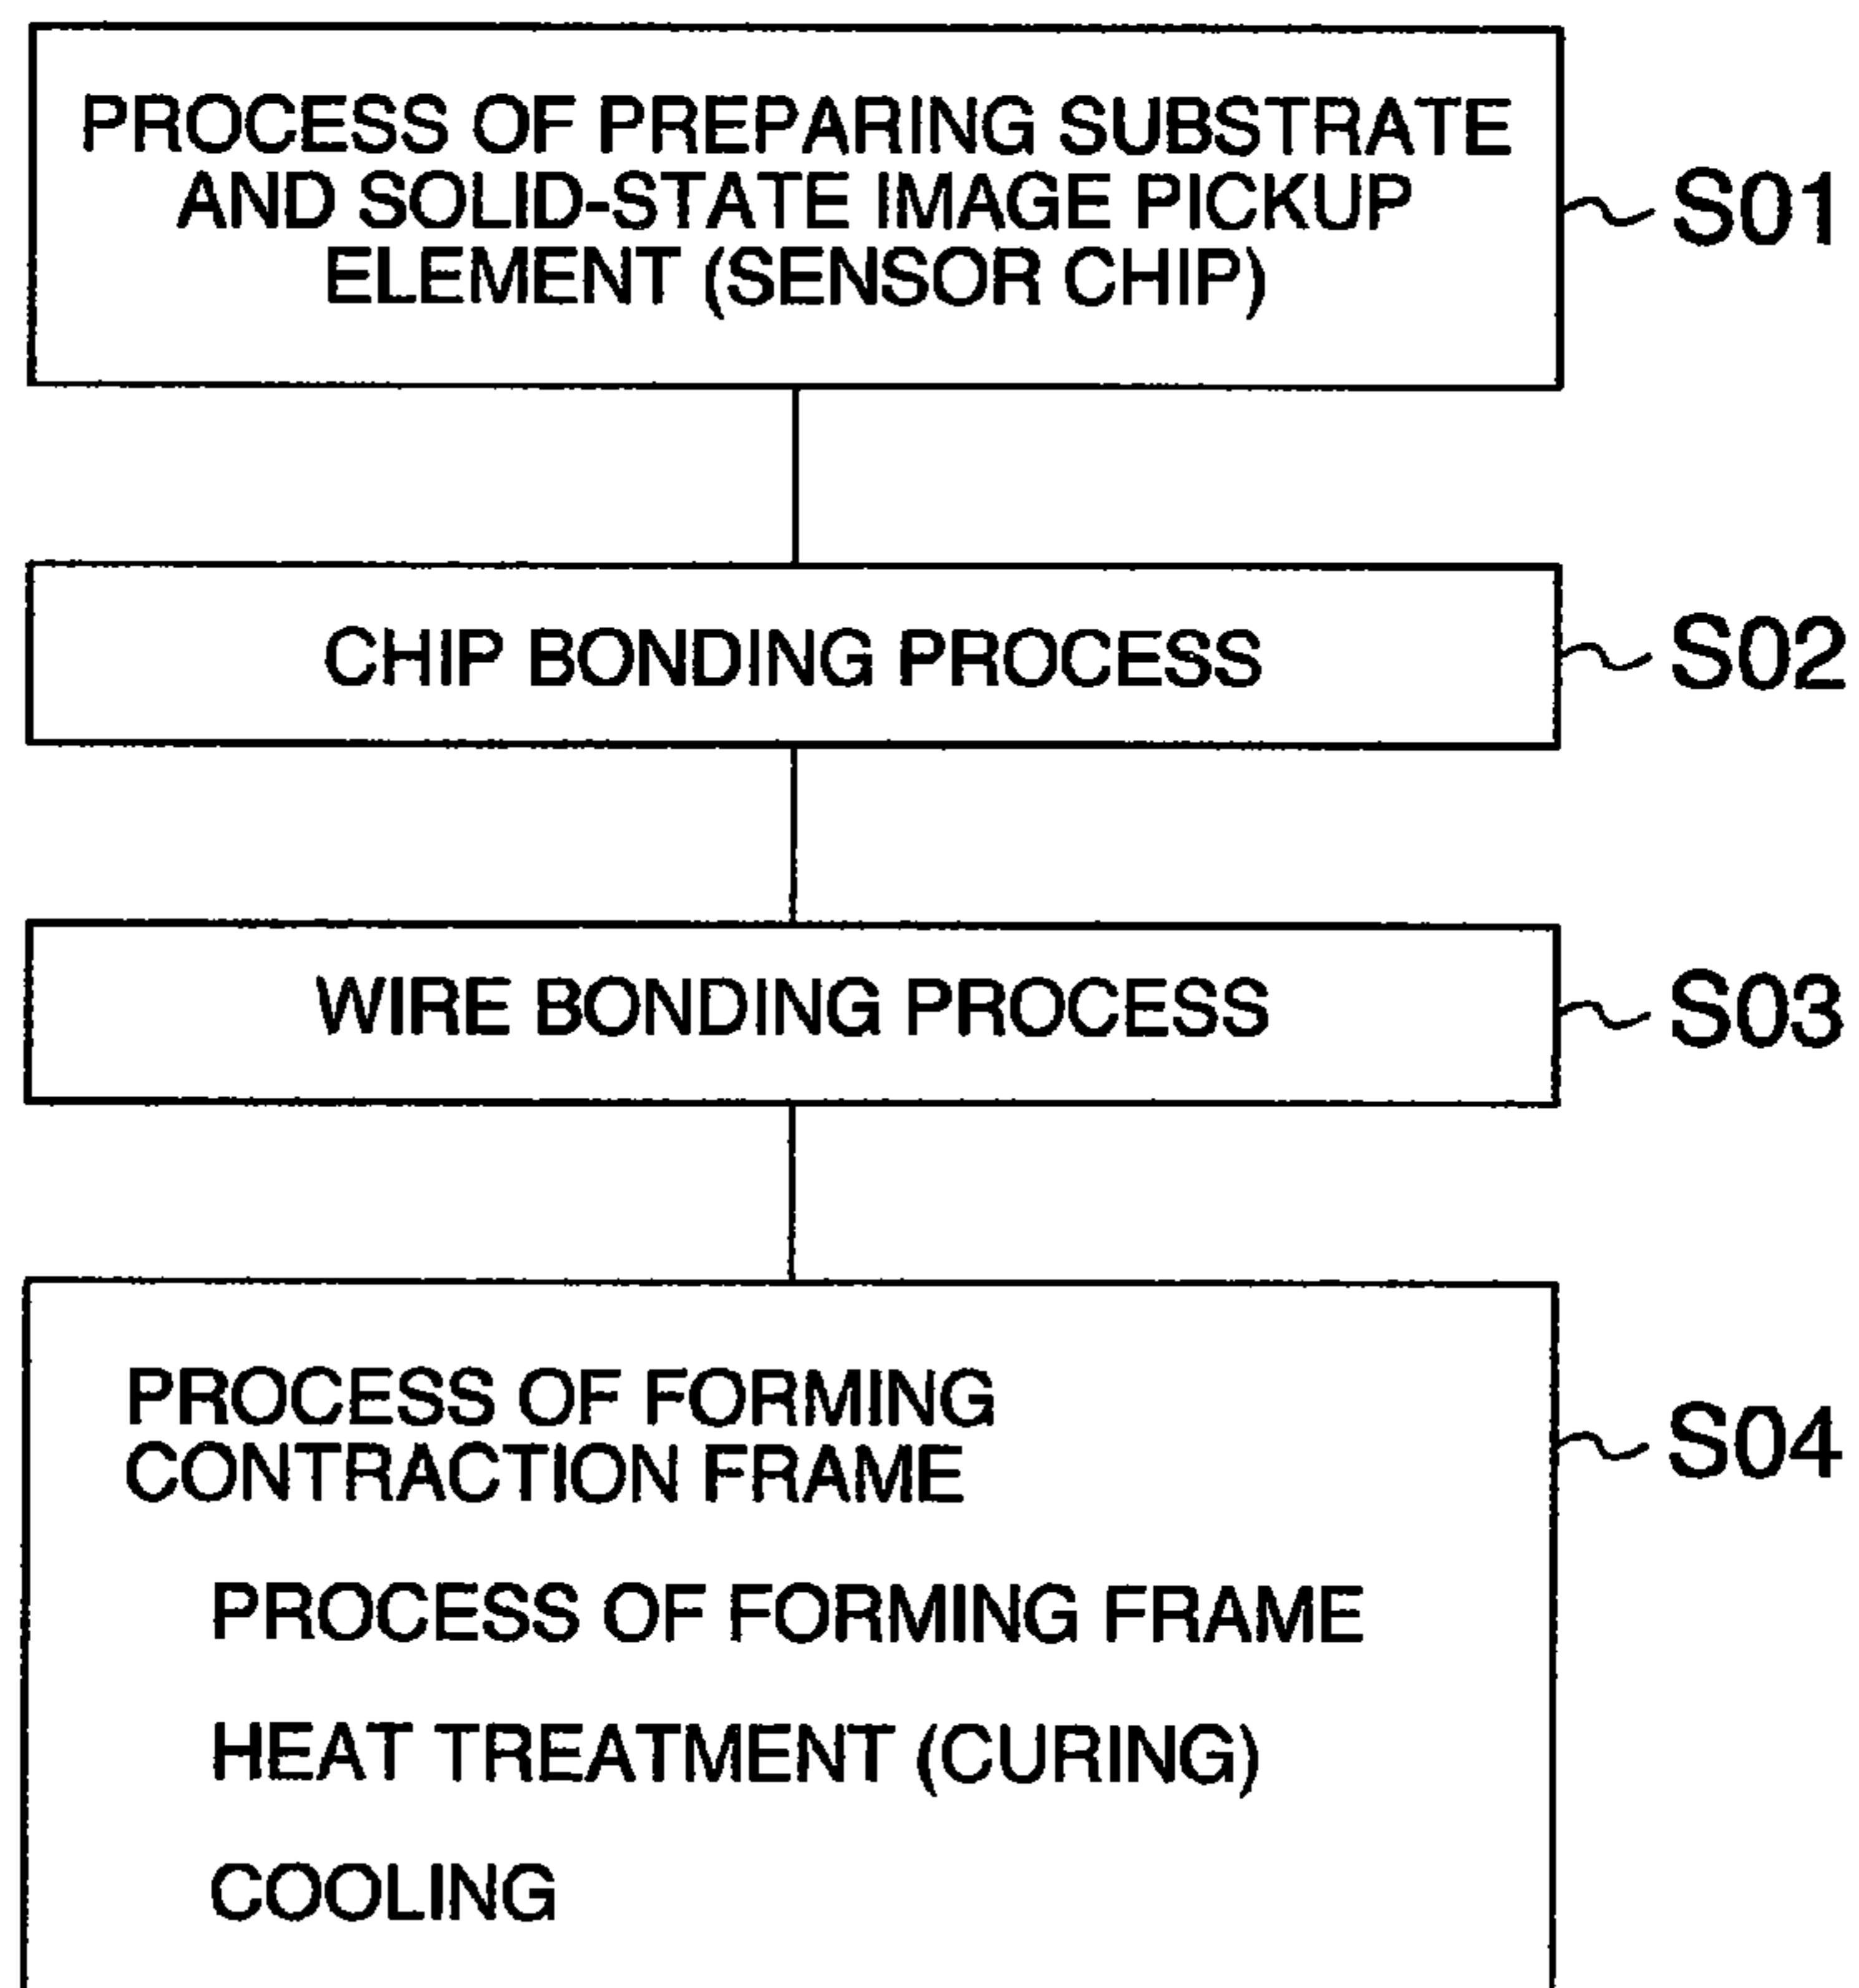 PROCESS OF PREPARING SUBSTRATE
AND SOLID-STATE IMAGE PICKUP
ELEMENT (SENSOR CHIP)
S01
CHIP BONDING PROCESS
S02
WIRE BONDING PROCESS
S03
PROCESS OF FORMING
CONTRACTION FRAME
S04
PROCESS OF FORMING FRAME
HEAT TREATMENT (CURING)
COOLING